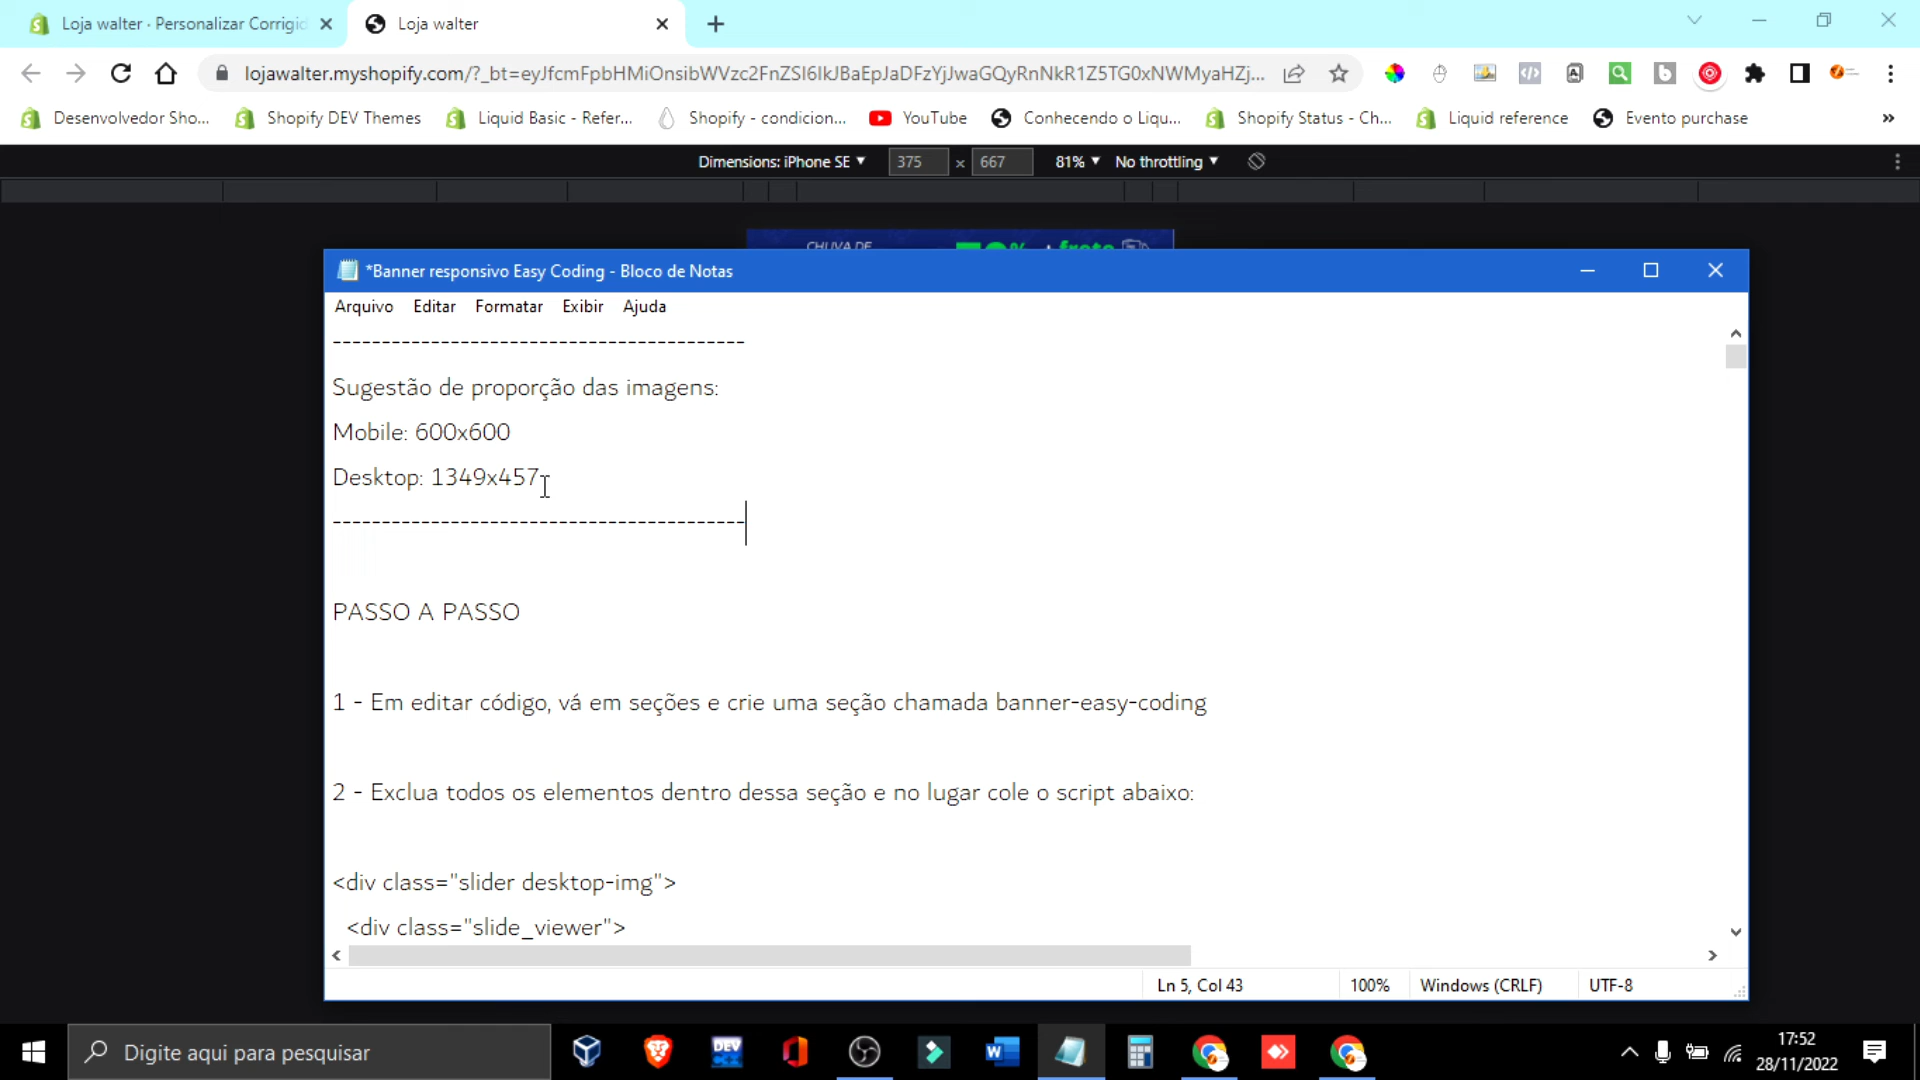 Loja walter · Personalizar Corrigid
Loja walter
lojawalter.myshopify.com/?_bt=eyJfcmFpbHMiOnsibWVzc2FnZSI6IkJBaEpJaDFzYjJwaGQyRnNkR1Z5TG0xNWMyaHZj...
Desenvolvedor Sho...
Shopify DEV Themes
Liquid Basic - Refer...
Shopify - condicion...
YouTube
Conhecendo o Liqu...
Shopify Status - Ch...
Liquid reference
Evento purchase
»
Dimensions: iPhone SE
375 x 667
81%
No throttling
CHUVA DE
*Banner responsivo Easy Coding - Bloco de Notas
Arquivo Editar Formatar Exibir Ajuda
------------------------------------------
Sugestão de proporção das imagens:
Mobile: 600x600
Desktop: 1349x457
------------------------------------------
PASSO A PASSO
1 - Em editar código, vá em seções e crie uma seção chamada banner-easy-coding
2 - Exclua todos os elementos dentro dessa seção e no lugar cole o script abaixo:
<div class="slider desktop-img">
<div class="slide_viewer">
Ln 5, Col 43
100%
Windows (CRLF)
UTF-8
Digite aqui para pesquisar
DEV
17:52
28/11/2022